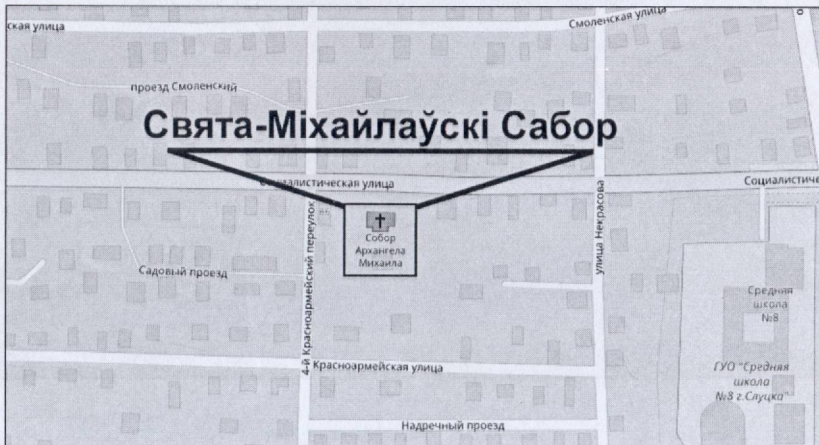 ская улица
Смоленская улица
проезд Смоленский
Свята-Міхайлаўскі Сабор
Социалистическая улица
Социалистиче
4-й Красноармейский переулок
Собор
Архангела
Михаила
улица Некрасова
Садовый проезд
Средняя
школа
№8
Красноармейская улица
ГУО "Средняя
школа
№8 г.Слуцка"
Надречный проезд